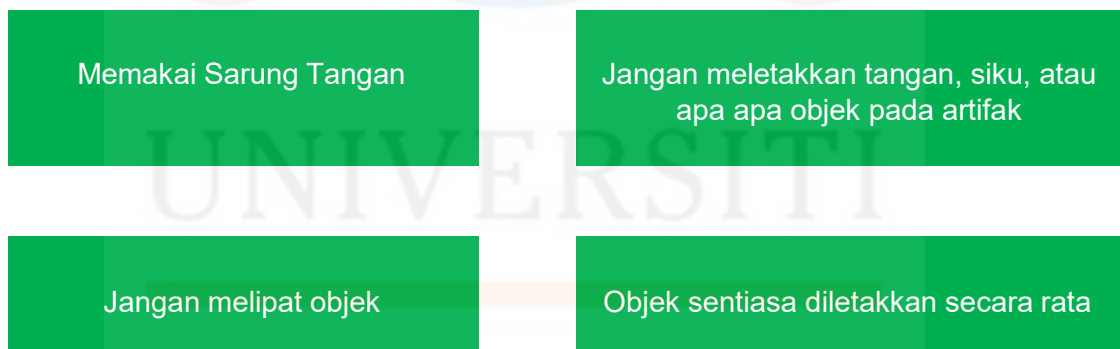 Memakai Sarung Tangan
Jangan meletakkan tangan, siku, atau
apa apa objek pada artifak
UNIVERSITI
Jangan melipat objek
Objek sentiasa diletakkan secara rata